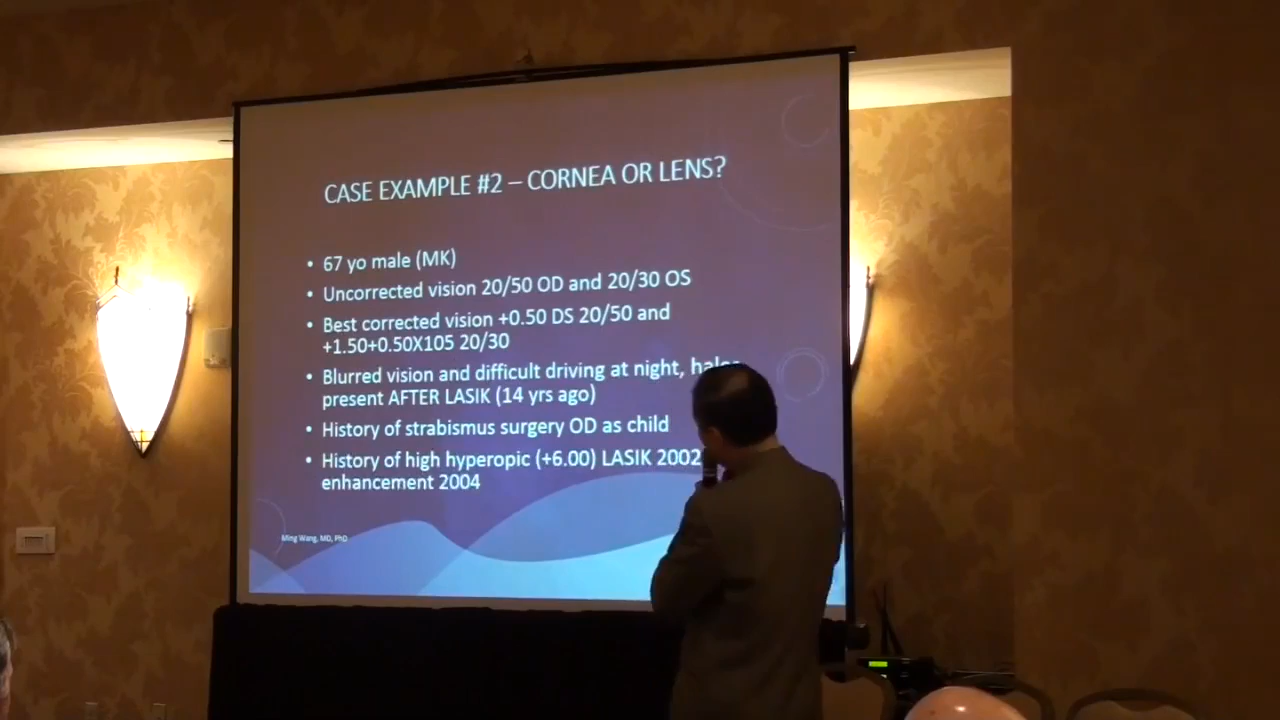 CASE EXAMPLE #2 – CORNEA OR LENS?
• 67 yo male (MK)
• Uncorrected vision 20/50 OD and 20/30 OS
• Best corrected vision +0.50 DS 20/50 and
+1.50+0.50X105 20/30
• Blurred vision and difficult driving at night, halos
present AFTER LASIK (14 yrs ago)
• History of strabismus surgery OD as child
• History of high hyperopic (+6.00) LASIK 2002
enhancement 2004
Ming Wang, MD, PhD